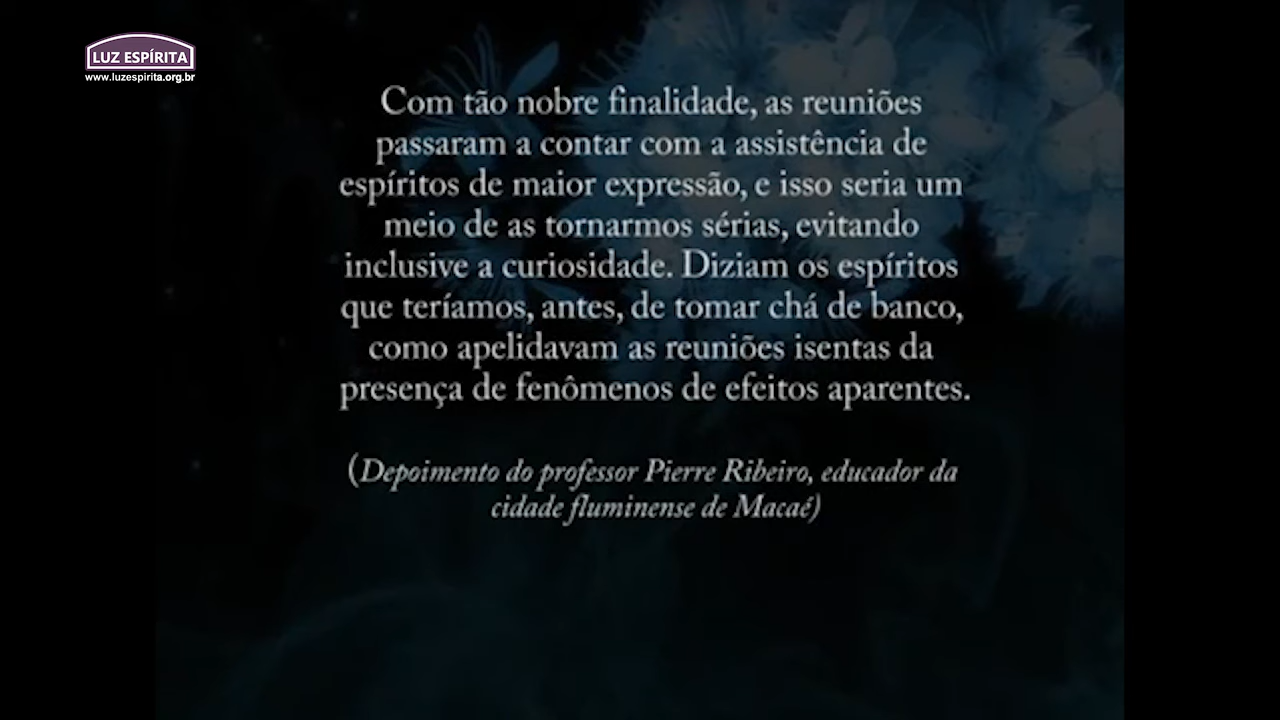 LUZ ESPÍRITA
www.luzespirita.org.br
Com tão nobre finalidade, as reuniões
passaram a contar com a assistência de
espíritos de maior expressão, e isso seria um
meio de as tornarmos sérias, evitando
inclusive a curiosidade. Diziam os espíritos
que teríamos, antes, de tomar chá de banco,
como apelidavam as reuniões isentas da
presença de fenômenos de efeitos aparentes.
(Depoimento do professor Pierre Ribeiro, educador da
cidade fluminense de Macaé)